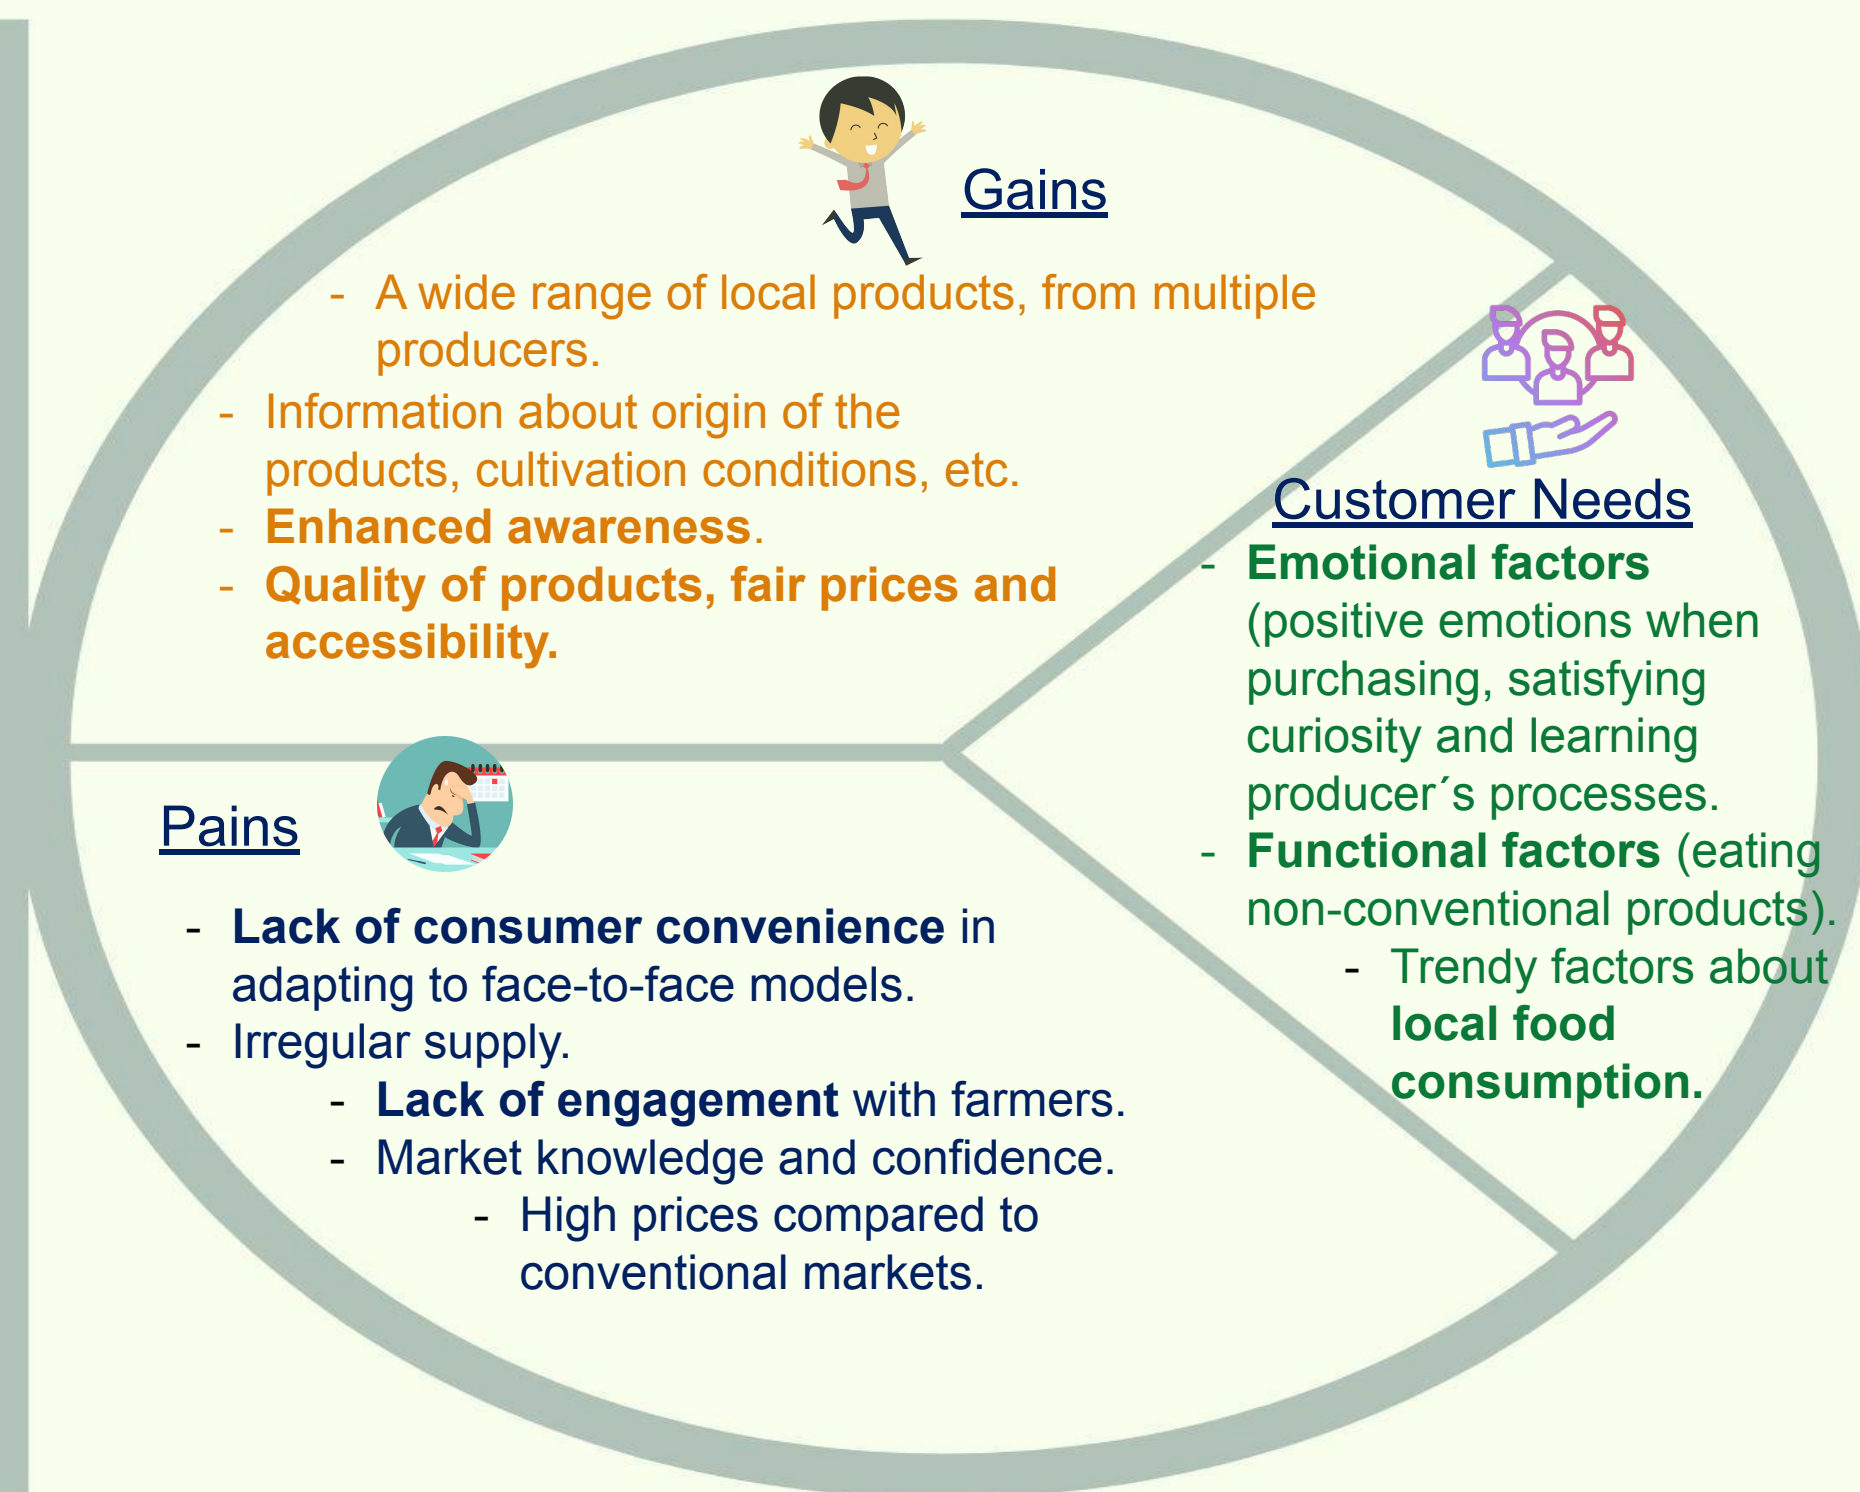 Gains
- A wide range of local products, from multiple
producers.
- Information about origin of the
products, cultivation conditions, etc.
- Enhanced awareness.
- Quality of products, fair prices and
accessibility.
Customer Needs
- Emotional factors
(positive emotions when
purchasing, satisfying
curiosity and learning
producer´s processes.
- Functional factors (eating
non-conventional products).
- Trendy factors about
local food
consumption.
Pains
- Lack of consumer convenience in
adapting to face-to-face models.
- Irregular supply.
- Lack of engagement with farmers.
- Market knowledge and confidence.
- High prices compared to
conventional markets.